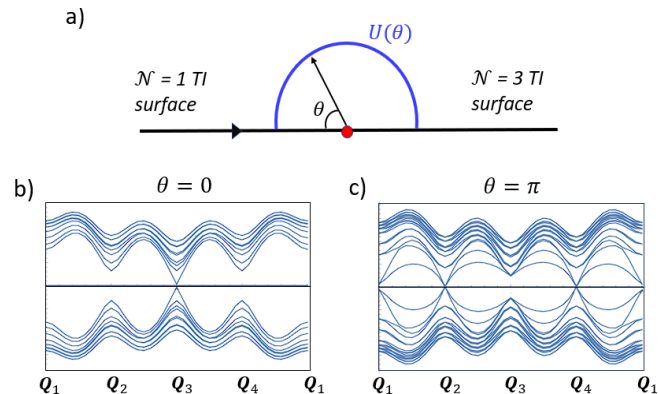 a)
U(θ)
𝒩 = 1 TI
surface
θ
𝒩 = 3 TI
surface
b)
θ = 0
c)
θ = π
Q₁ Q₂ Q₃ Q₄ Q₁
Q₁ Q₂ Q₃ Q₄ Q₁